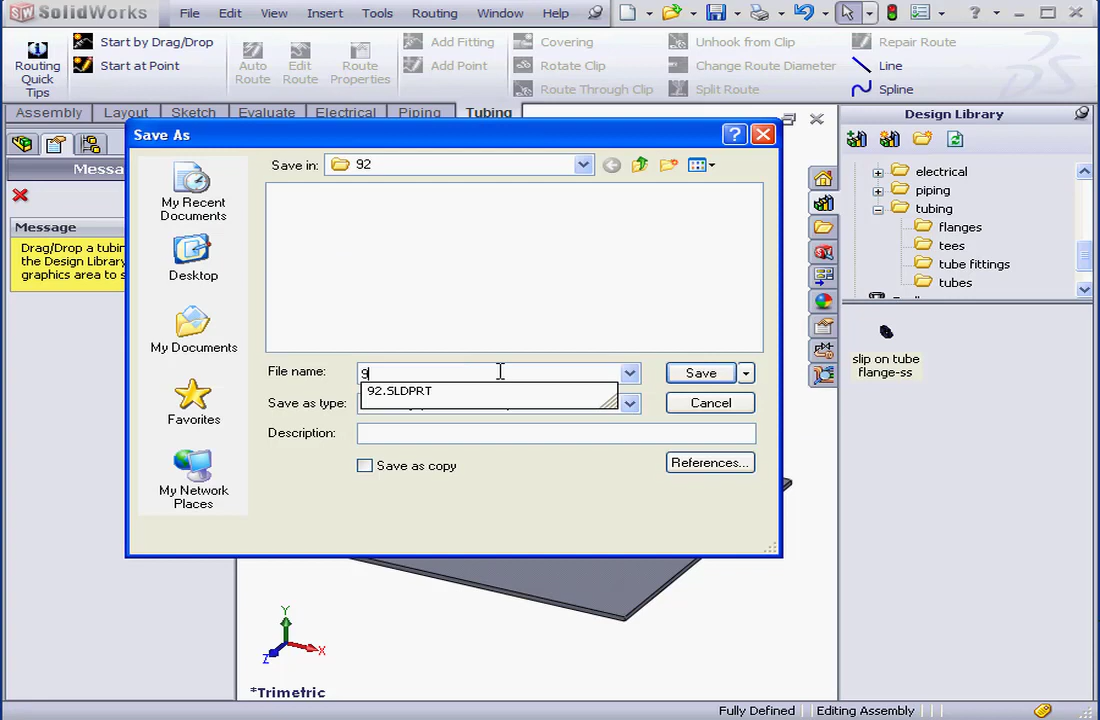 SolidWorks File Edit View Insert Tools Routing Window Help
Routing
Quick
Tips
Start by Drag/Drop
Start at Point
Auto
Route
Edit
Route
Route
Properties
Add Fitting
Add Point
Covering
Rotate Clip
Route Through Clip
Unhook from Clip
Change Route Diameter
Split Route
Repair Route
Line
Spline
Assembly Layout Sketch Evaluate Electrical Piping Tubing
Messa
Message
Drag/Drop a tubin
the Design Library
graphics area to s
Save As
Save in: 92
My Recent
Documents
Desktop
My Documents
Favorites
My Network
Places
File name: 9
92.SLDPRT
Save as type:
Description:
Save as copy
Save
Cancel
References...
Design Library
electrical
piping
tubing
flanges
tees
tube fittings
tubes
slip on tube
flange-ss
Y
X
Z
*Trimetric
Fully Defined Editing Assembly